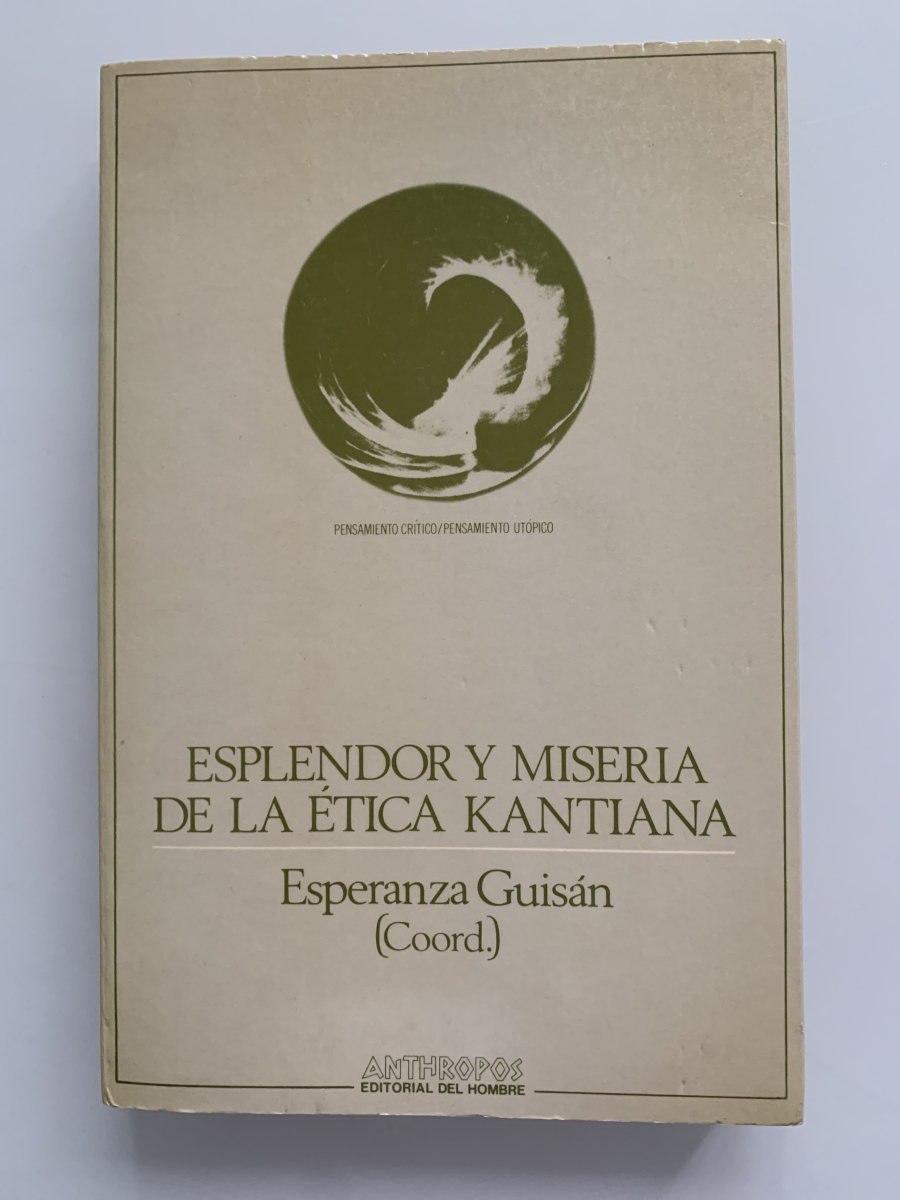 PENSAMIENTO CRÍTICO/PENSAMIENTO UTÓPICO
ESPLENDOR Y MISERIA
DE LA ÉTICA KANTIANA
Esperanza Guisán
(Coord.)
ANTHROPOS
EDITORIAL DEL HOMBRE